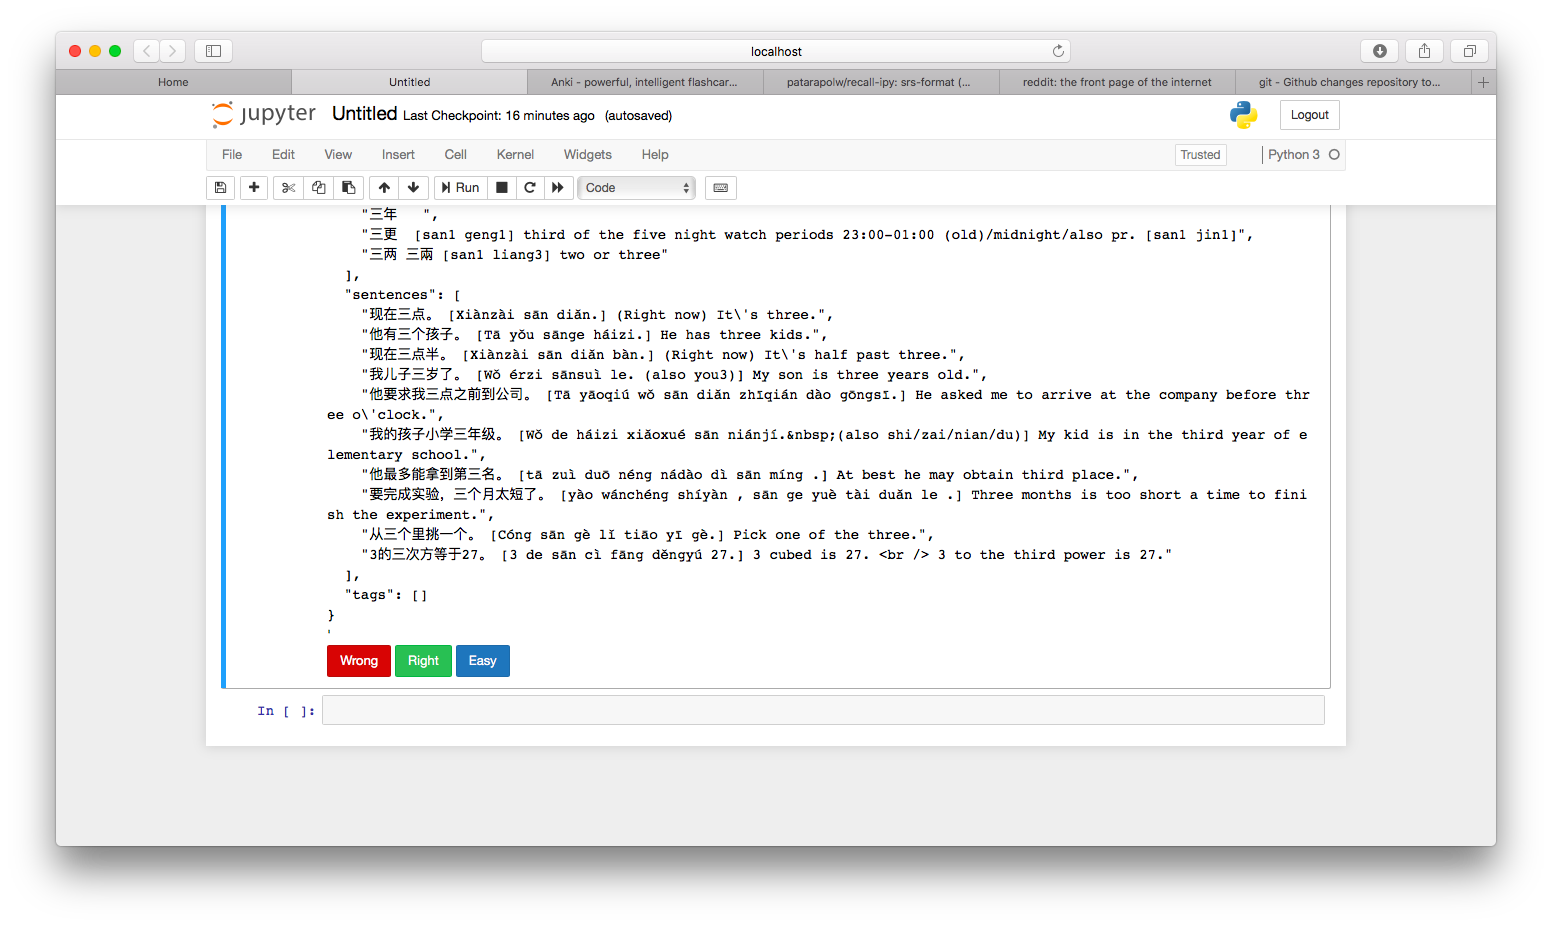 localhost
Home
Untitled
Anki - powerful, intelligent flashcar...
patarapolw/recall-ipy: srs-format (...
reddit: the front page of the internet
git - Github changes repository to...
jupyter Untitled Last Checkpoint: 16 minutes ago (autosaved)
Logout
File Edit View Insert Cell Kernel Widgets Help
Trusted
Python 3
Run
Code
"三年   ",
"三更  [san1 geng1] third of the five night watch periods 23:00-01:00 (old)/midnight/also pr. [san1 jin1]",
"三两 三兩 [san1 liang3] two or three"
],
"sentences": [
"现在三点。 [Xiànzài sān diǎn.] (Right now) It\'s three.",
"他有三个孩子。 [Tā yǒu sānge háizi.] He has three kids.",
"现在三点半。 [Xiànzài sān diǎn bàn.] (Right now) It\'s half past three.",
"我儿子三岁了。 [Wǒ érzi sānsuì le. (also you3)] My son is three years old.",
"他要求我三点之前到公司。 [Tā yāoqiú wǒ sān diǎn zhīqián dào gōngsī.] He asked me to arrive at the company before thr
ee o\'clock.",
"我的孩子小学三年级。 [Wǒ de háizi xiǎoxué sān niánjí.&nbsp;(also shi/zai/nian/du)] My kid is in the third year of e
lementary school.",
"他最多能拿到第三名。 [tā zuì duō néng nádào dì sān míng .] At best he may obtain third place.",
"要完成实验，三个月太短了。 [yào wánchéng shíyàn , sān ge yuè tài duǎn le .] Three months is too short a time to fini
sh the experiment.",
"从三个里挑一个。 [Cóng sān gè lǐ tiāo yī gè.] Pick one of the three.",
"3的三次方等于27。 [3 de sān cì fāng děngyú 27.] 3 cubed is 27. <br /> 3 to the third power is 27."
],
"tags": []
}
'
Wrong Right Easy
In [ ]: